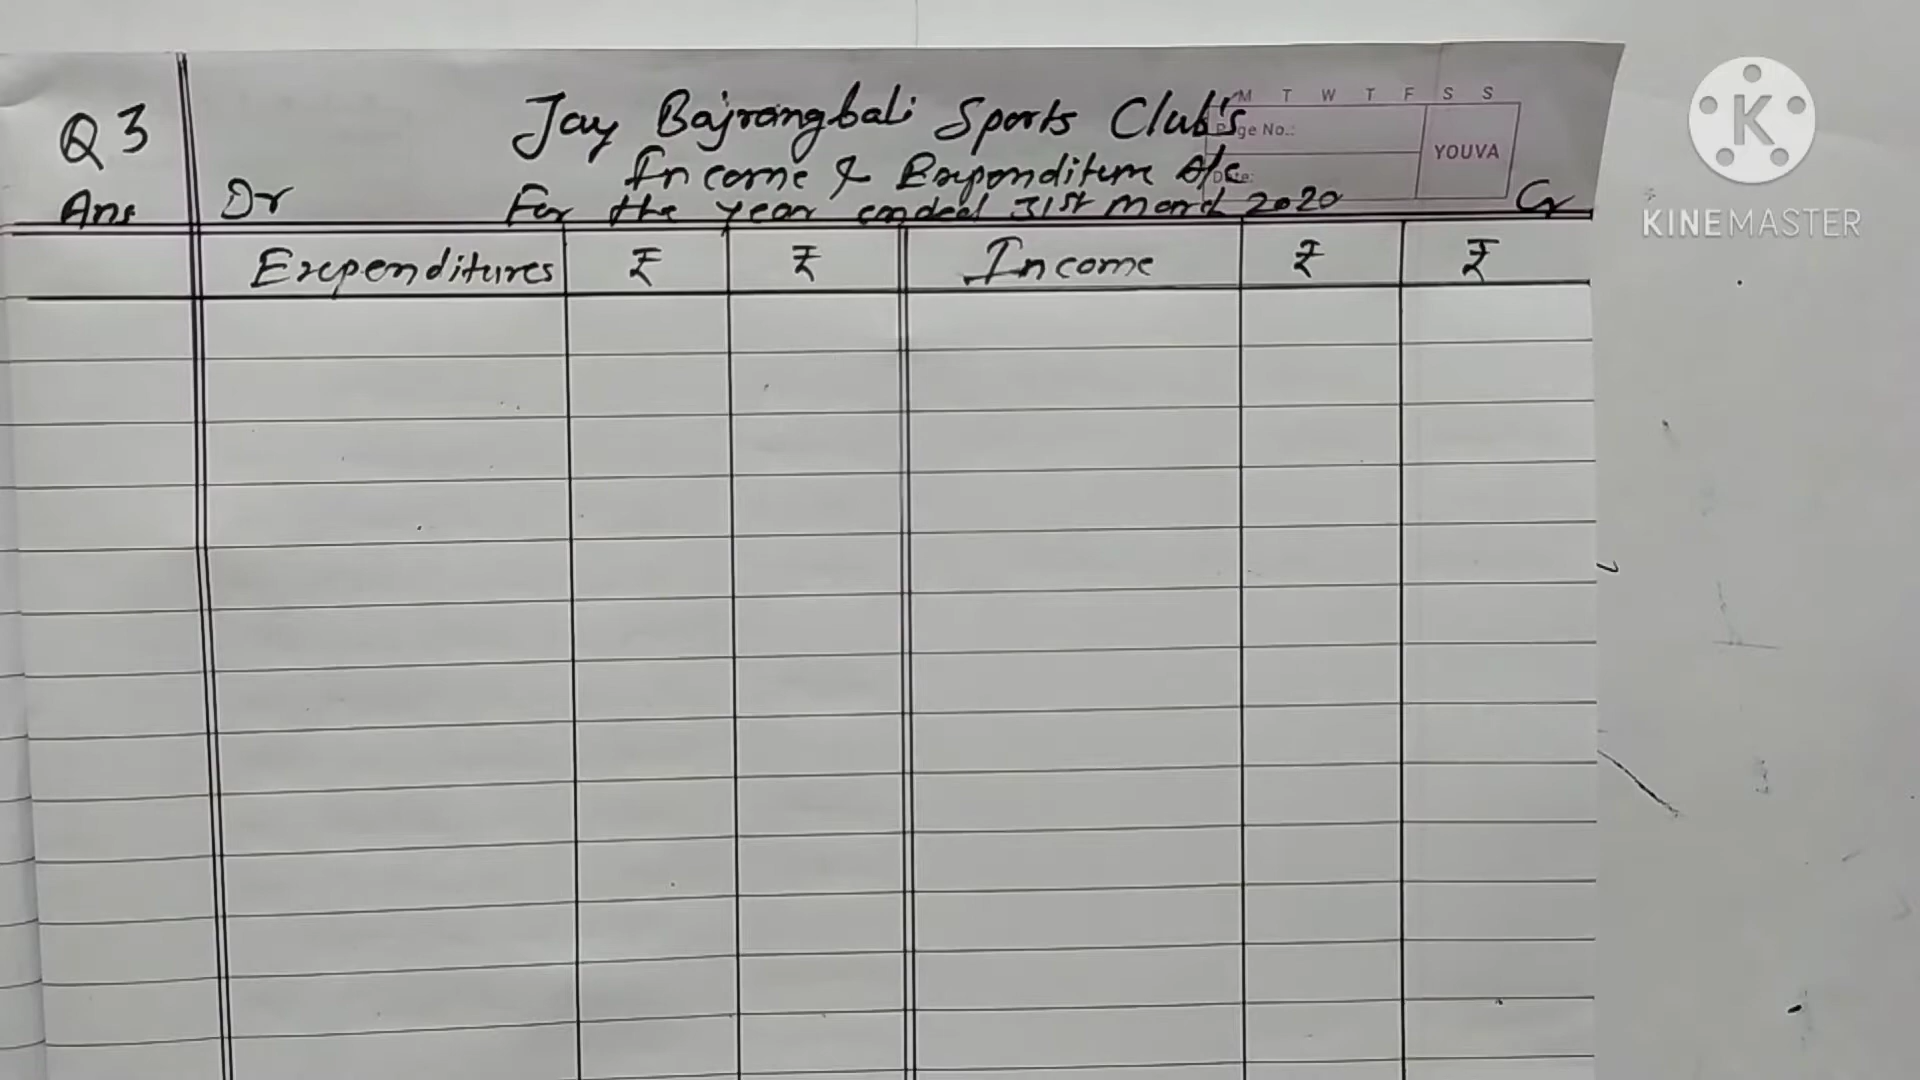 M T W T F S S
Q 3 Jay Bajrangbali Sports Club's
Page No.:
YOUVA
Income & Expenditure A/c
Date:
Ans Dr For the year ended 31st March 2020 Cr
Expenditures ₹ ₹ Income ₹ ₹
K
KINEMASTER